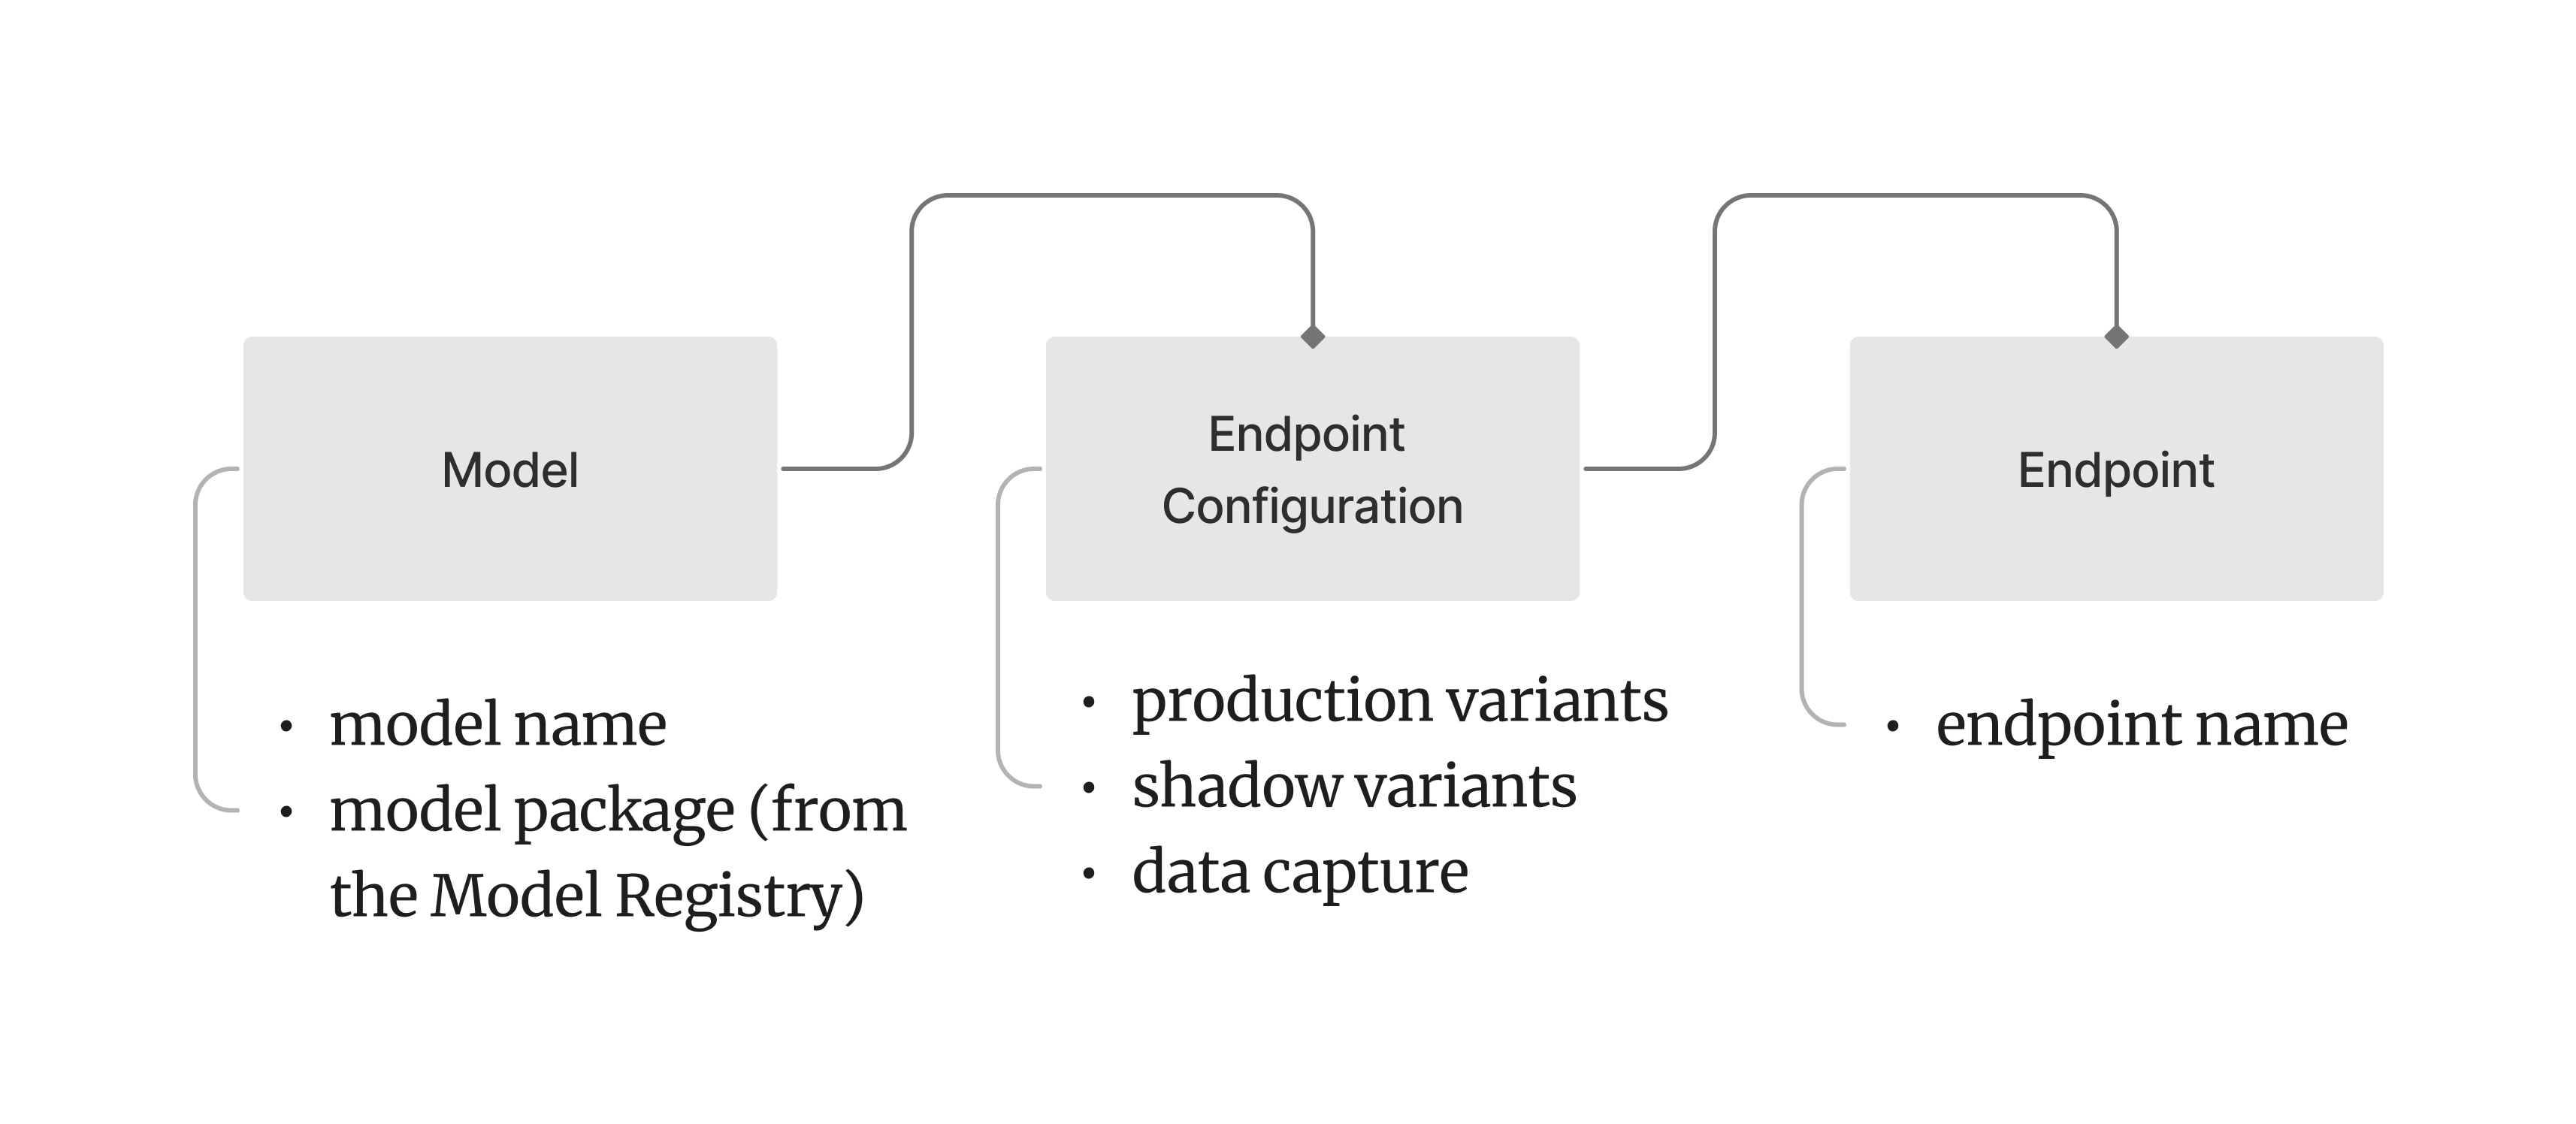 Model
• model name
• model package (from
the Model Registry)
Endpoint
Configuration
• production variants
• shadow variants
• data capture
Endpoint
• endpoint name